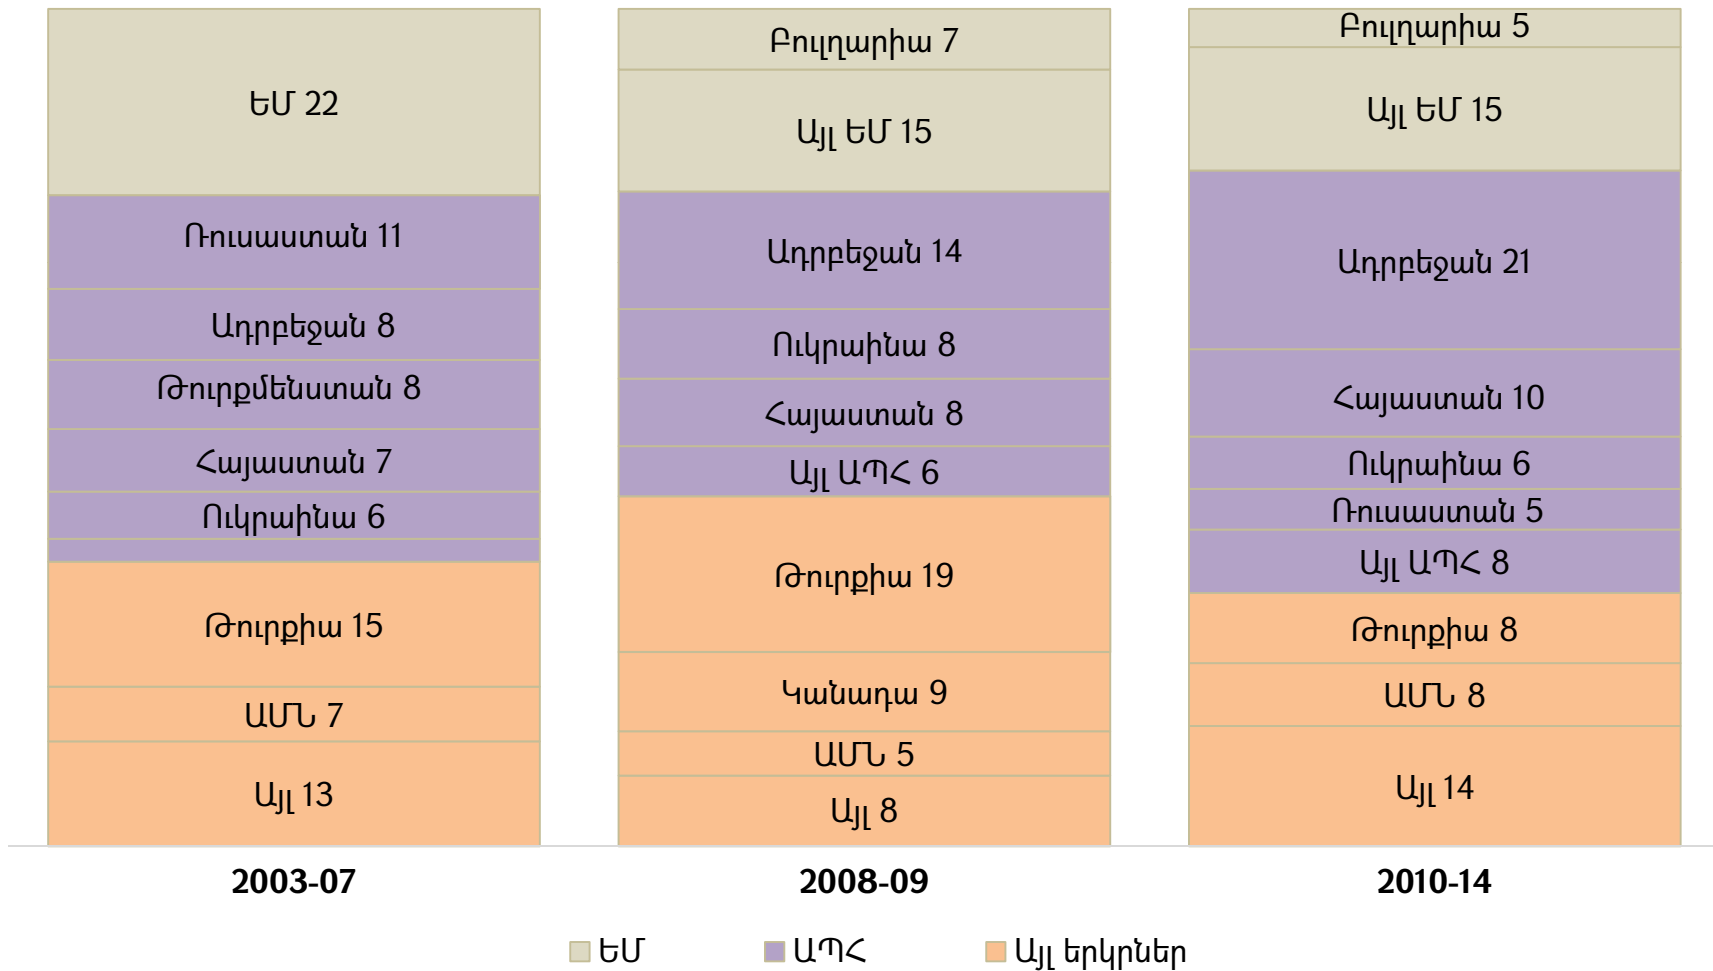 ԵՄ 22
Ռուսաստան 11
Ադրբեջան 8
Թուրքմենստան 8
Հայաստան 7
Ուկրաինա 6
Թուրքիա 15
ԱՄՆ 7
Այլ 13
2003-07
Բուլղարիա 7
Այլ ԵՄ 15
Ադրբեջան 14
Ուկրաինա 8
Հայաստան 8
Այլ ԱՊՀ 6
Թուրքիա 19
Կանադա 9
ԱՄՆ 5
Այլ 8
2008-09
Բուլղարիա 5
Այլ ԵՄ 15
Ադրբեջան 21
Հայաստան 10
Ուկրաինա 6
Ռուսաստան 5
Այլ ԱՊՀ 8
Թուրքիա 8
ԱՄՆ 8
Այլ 14
2010-14
ԵՄ
ԱՊՀ
Այլ երկրներ